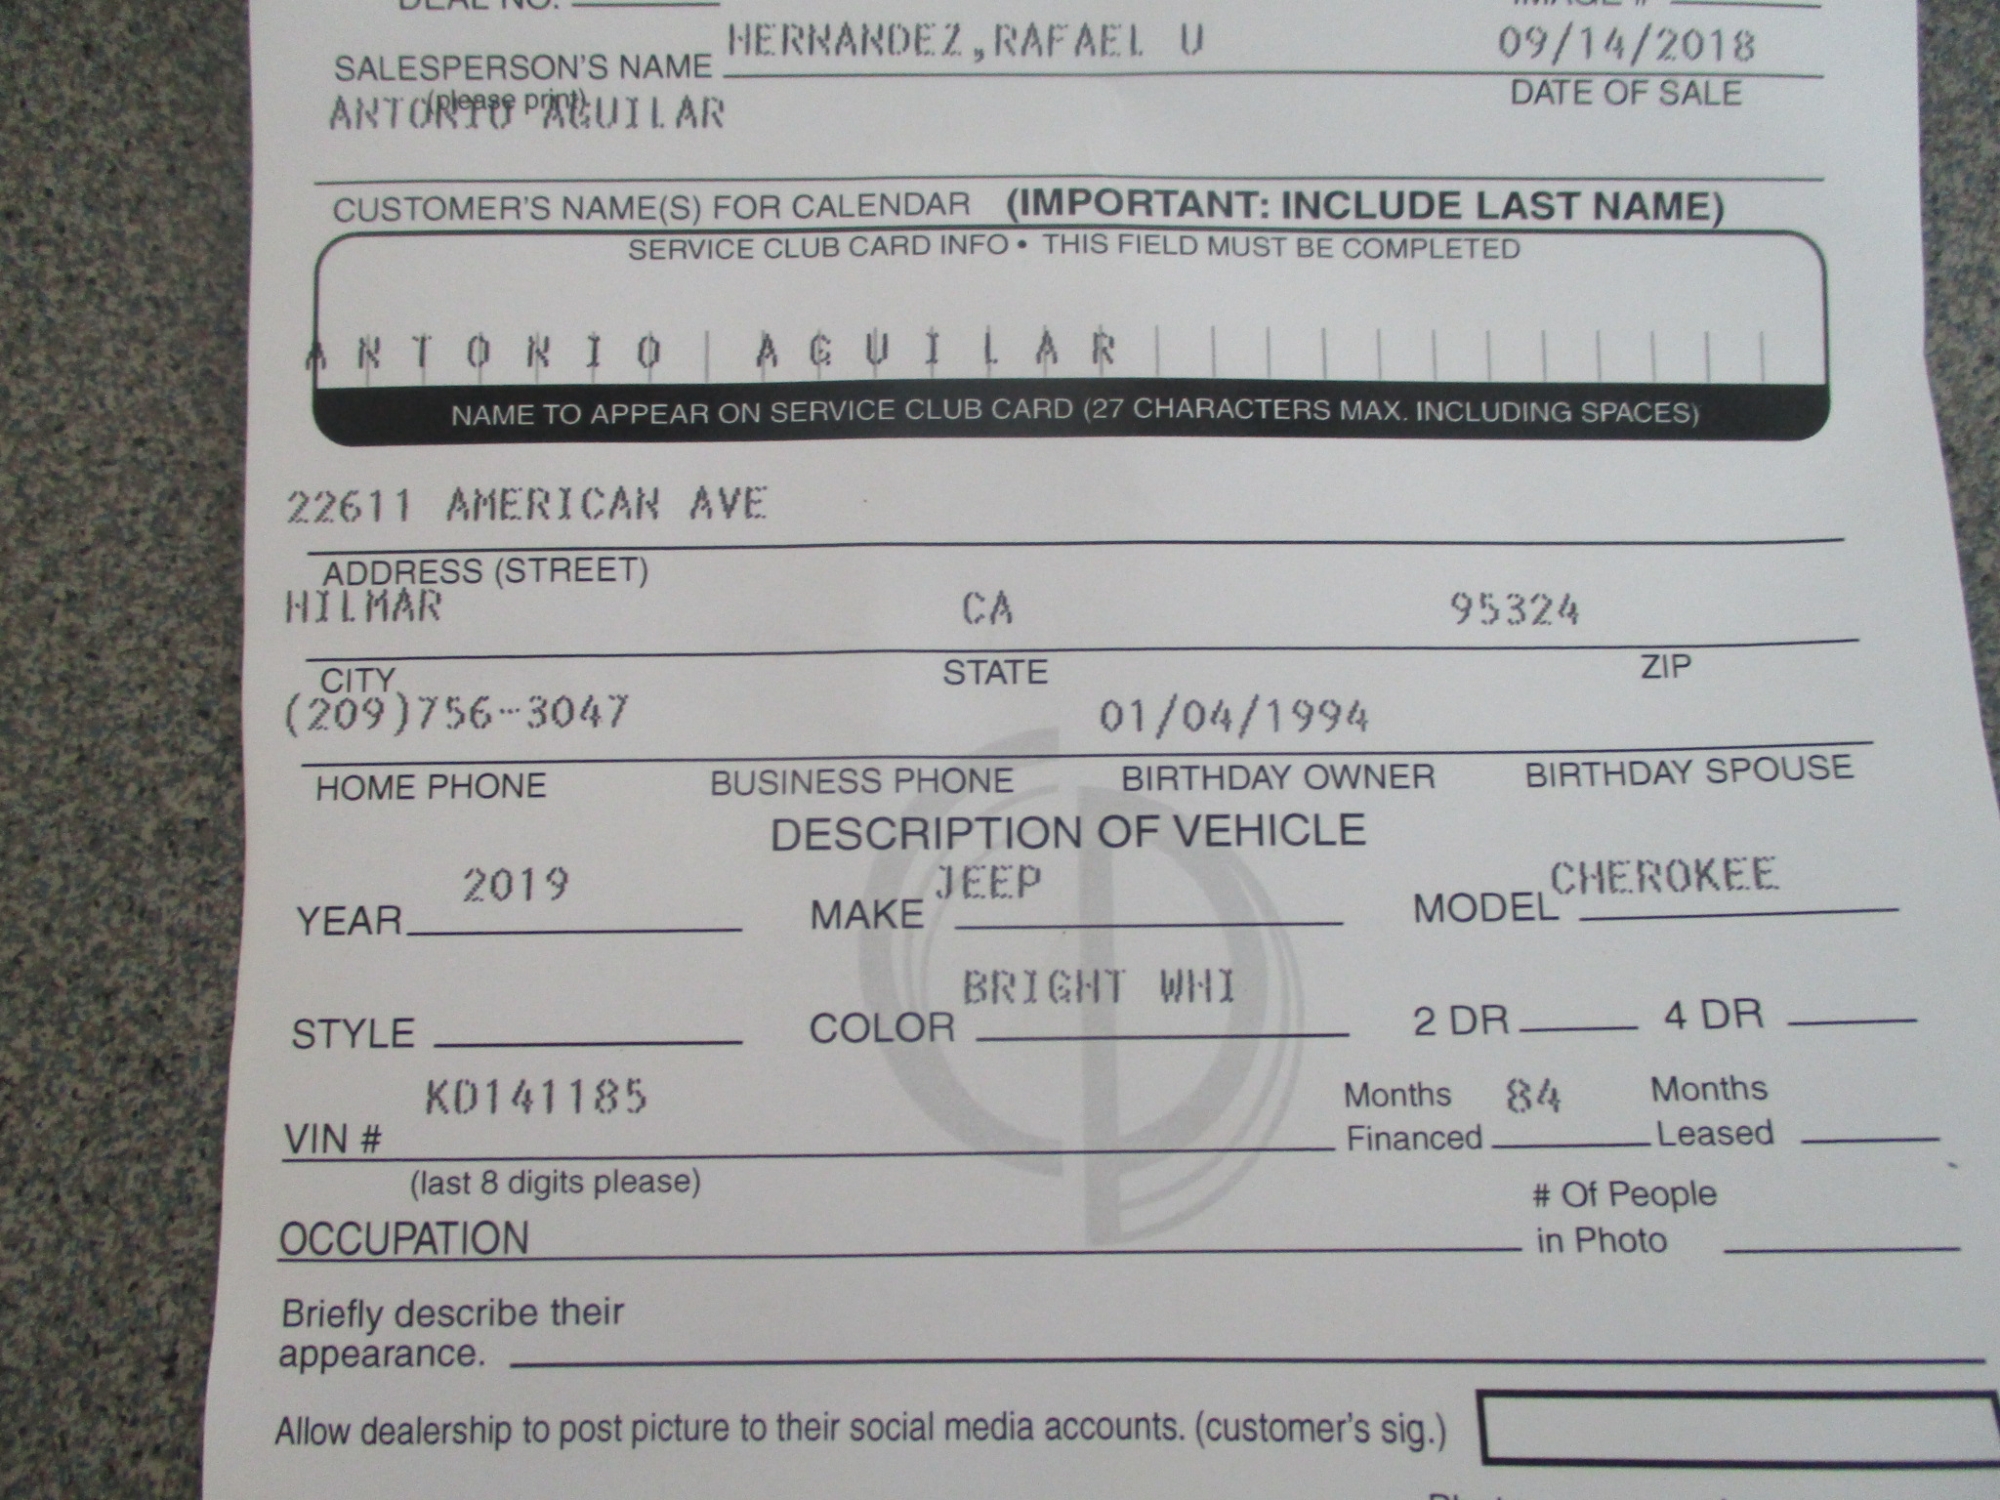 DEAL NO.
IMAGE #
HERNANDEZ,RAFAEL U 09/14/2018
SALESPERSON'S NAME DATE OF SALE
(please print)
ANTONIO AGUILAR
CUSTOMER'S NAME(S) FOR CALENDAR (IMPORTANT: INCLUDE LAST NAME)
SERVICE CLUB CARD INFO • THIS FIELD MUST BE COMPLETED
ANTONIO AGUILAR
NAME TO APPEAR ON SERVICE CLUB CARD (27 CHARACTERS MAX. INCLUDING SPACES)
22611 AMERICAN AVE
ADDRESS (STREET)
HILMAR CA 95324
CITY STATE ZIP
(209)756-3047 01/04/1994
HOME PHONE BUSINESS PHONE BIRTHDAY OWNER BIRTHDAY SPOUSE
DESCRIPTION OF VEHICLE
YEAR 2019 MAKE JEEP MODEL CHEROKEE
STYLE COLOR BRIGHT WHI 2 DR 4 DR
VIN # KD141185 Months Financed 84 Months Leased
(last 8 digits please)
OCCUPATION # Of People in Photo
Briefly describe their
appearance.
Allow dealership to post picture to their social media accounts. (customer's sig.)